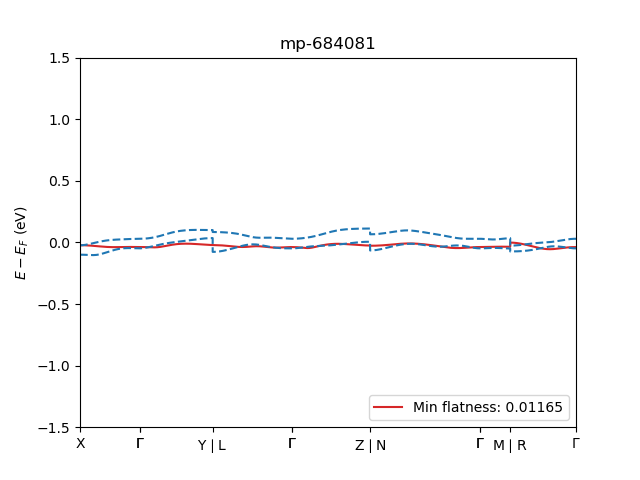 mp-684081
1.5
1.0
0.5
0.0
−0.5
−1.0
−1.5
E − E_F (eV)
Min flatness: 0.01165
X Γ Y | L Γ Z | N Γ M | R Γ